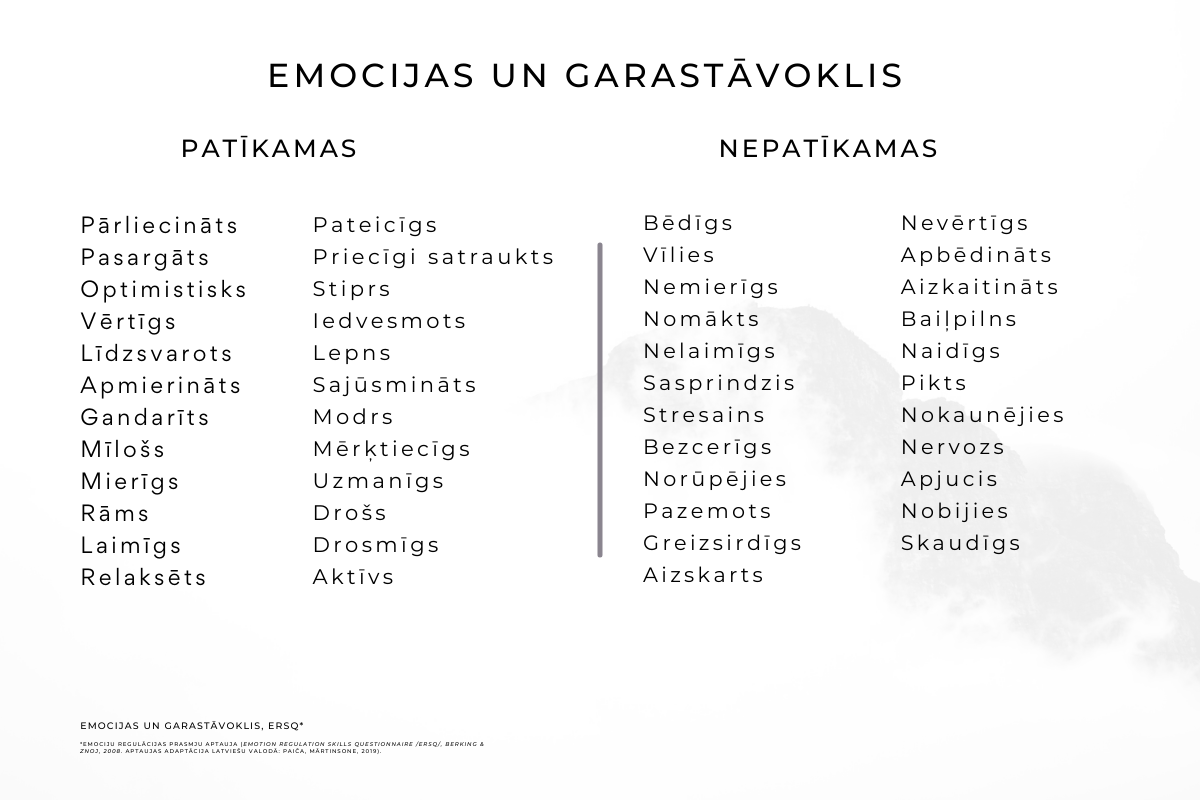 EMOCIJAS UN GARASTĀVOKLIS
PATĪKAMAS
Pārliecināts
Pasargāts
Optimistisks
Vērtīgs
Līdzsvarots
Apmierināts
Gandarīts
Mīlošs
Mierīgs
Rāms
Laimīgs
Relaksēts
Pateicīgs
Priecīgi satraukts
Stiprs
Iedvesmots
Lepns
Sajūsmināts
Modrs
Mērķtiecīgs
Uzmanīgs
Drošs
Drosmīgs
Aktīvs
NEPATĪKAMAS
Bēdīgs
Vīlies
Nemierīgs
Nomākts
Nelaimīgs
Sasprindzis
Stresains
Bezcerīgs
Norūpējies
Pazemots
Greizsirdīgs
Aizskarts
Nevērtīgs
Apbēdināts
Aizkaitināts
Baiļpilns
Naidīgs
Pikts
Nokaunējies
Nervozs
Apjucis
Nobijies
Skaudīgs
EMOCIJAS UN GARASTĀVOKLIS, ERSQ*
*EMOCIJU REGULĀCIJAS PRASMJU APTAUJA (EMOTION REGULATION SKILLS QUESTIONNAIRE /ERSQ/, BERKING &
ZNOJ, 2008. APTAUJAS ADAPTĀCIJA LATVIEŠU VALODĀ: PAIČA, MĀRTINSONE, 2019).